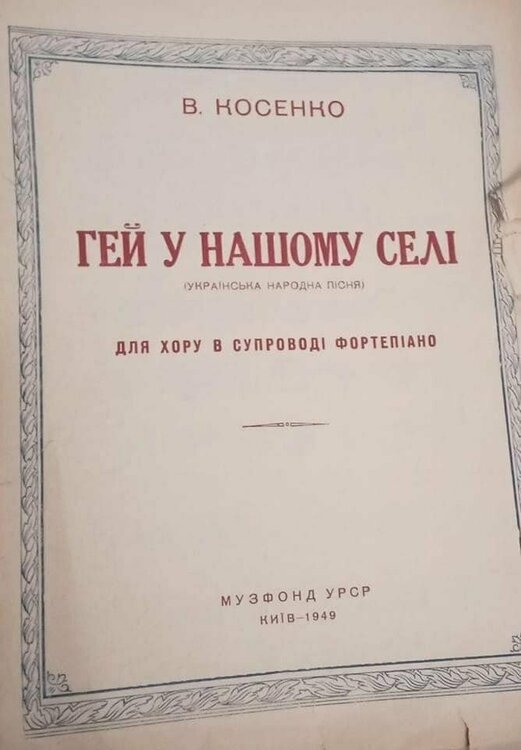 В. КОСЕНКО
ГЕЙ У НАШОМУ СЕЛІ
(УКРАЇНСЬКА НАРОДНА ПІСНЯ)
ДЛЯ ХОРУ В СУПРОВОДІ ФОРТЕПІАНО
МУЗФОНД УРСР
КИЇВ—1949